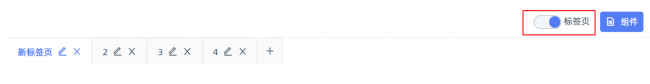 标签页 组件
新标签页 × 2 × 3 × 4 × +